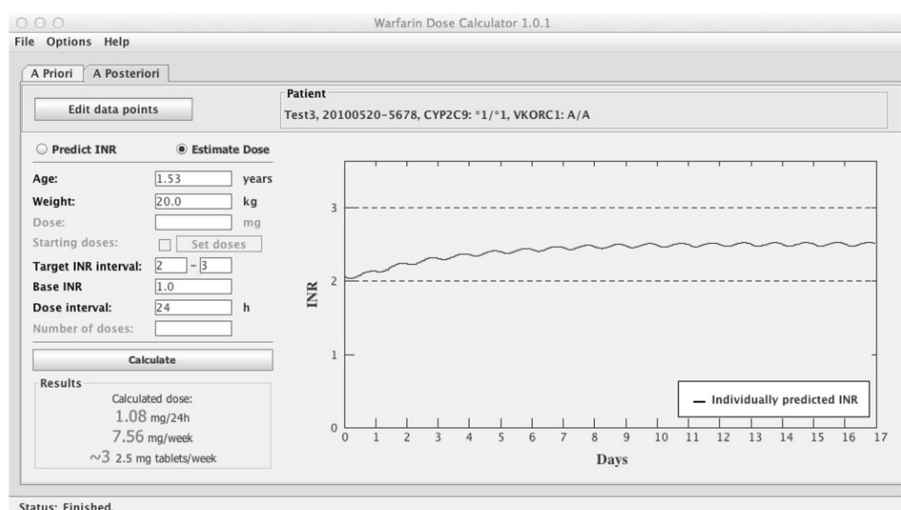 Warfarin Dose Calculator 1.0.1
File Options Help
A Priori A Posteriori
Edit data points
Patient
Test3, 20100520-5678, CYP2C9: *1/*1, VKORC1: A/A
Predict INR Estimate Dose
Age: 1.53 years
Weight: 20.0 kg
Dose: mg
Starting doses: Set doses
Target INR interval: 2 - 3
Base INR 1.0
Dose interval: 24 h
Number of doses:
Calculate
Results
Calculated dose:
1.08 mg/24h
7.56 mg/week
~3 2.5 mg tablets/week
3
2
1
0
INR
Individually predicted INR
0 1 2 3 4 5 6 7 8 9 10 11 12 13 14 15 16 17
Days
Status: Finished.